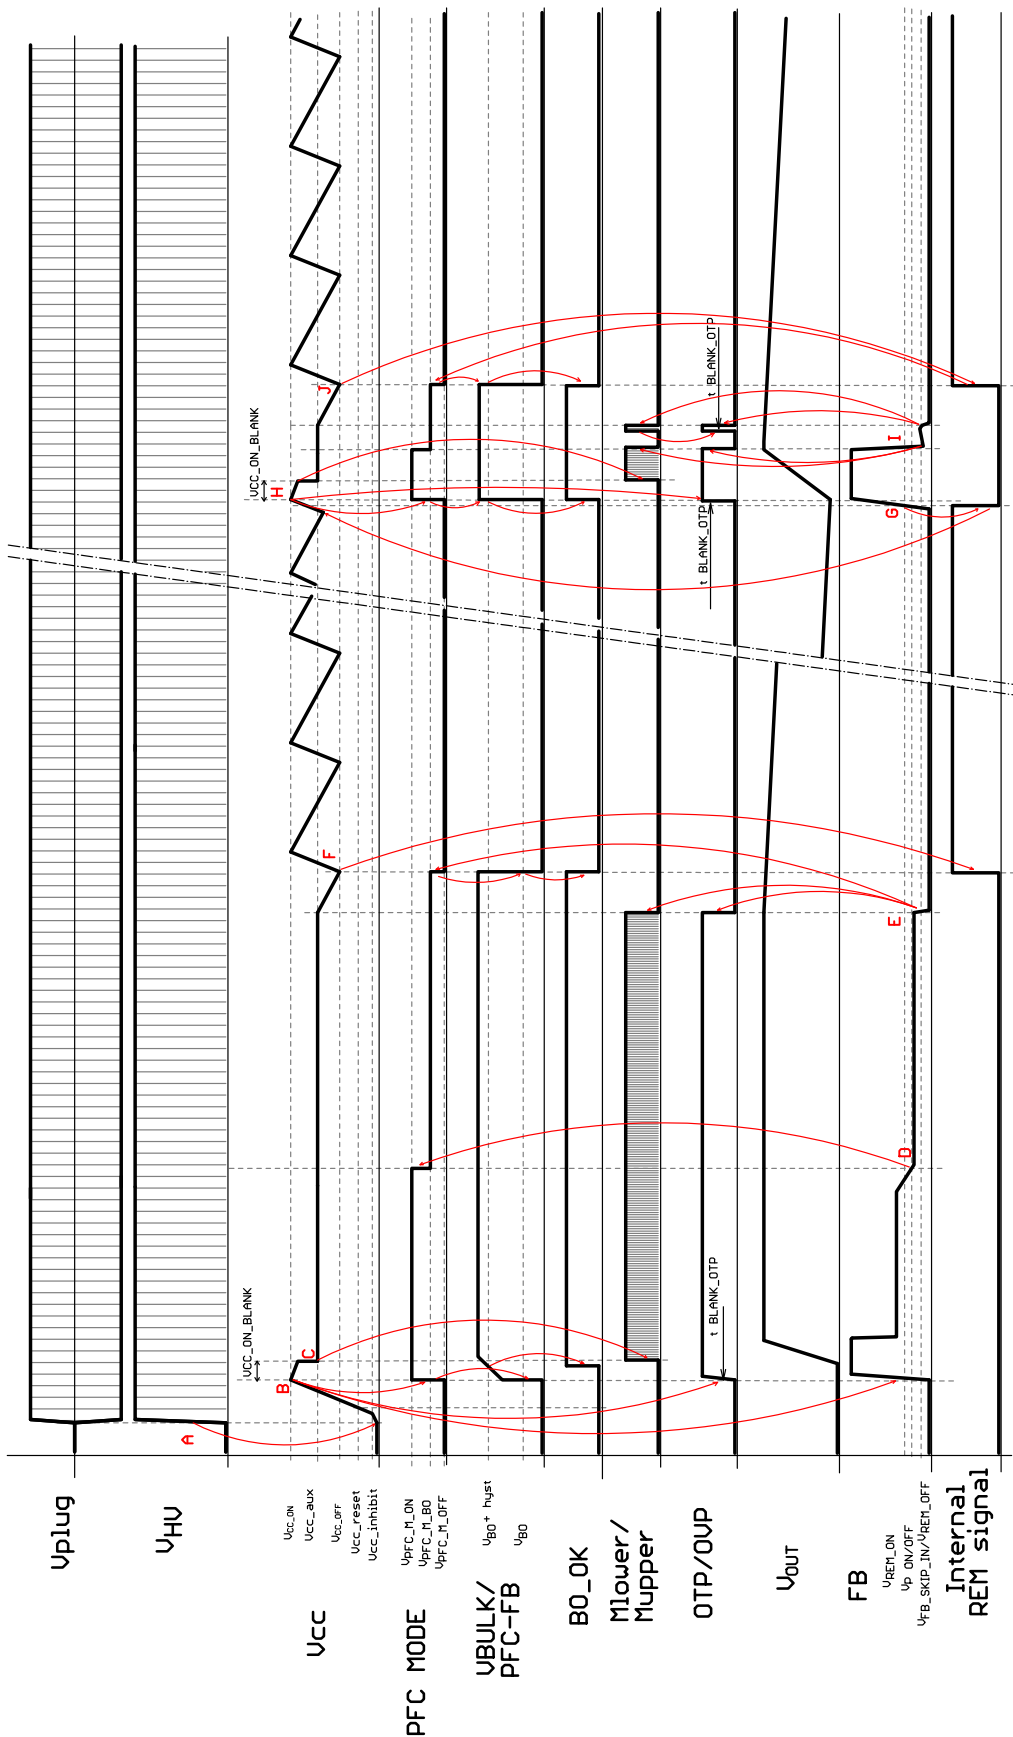 Vplug
VHV
Vcc
VCC_ON
Vcc_aux
VCC_OFF
Vcc_reset
Vcc_inhibit
PFC MODE
VPFC_M_ON
VPFC_M_BO
VPFC_M_OFF
VBULK/
PFC-FB
VBO+ hyst
VBO
BO_OK
Mlower/
Mupper
OTP/OVP
VOUT
FB
VREM_ON
VP ON/OFF
VFB_SKIP_IN/VREM_OFF
Internal
REM signal
A
B
C
VCC_ON_BLANK
t BLANK_OTP
D
E
F
G
t BLANK_OTP
H
VCC_ON_BLANK
I
J
t BLANK_OTP